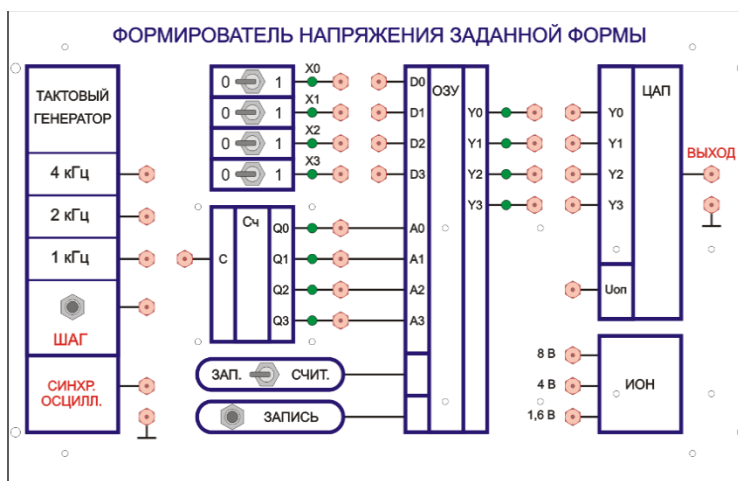 ФОРМИРОВАТЕЛЬ НАПРЯЖЕНИЯ ЗАДАННОЙ ФОРМЫ
ТАКТОВЫЙ
ГЕНЕРАТОР
4 кГц
2 кГц
1 кГц
ШАГ
СИНХР.
ОСЦИЛЛ.
0 1 X0
0 1 X1
0 1 X2
0 1 X3
Сч
С
Q0
Q1
Q2
Q3
ЗАП. СЧИТ.
ЗАПИСЬ
ОЗУ
D0
D1
D2
D3
A0
A1
A2
A3
Y0
Y1
Y2
Y3
ЦАП
Y0
Y1
Y2
Y3
Uоп
ВЫХОД
ИОН
8 В
4 В
1,6 В